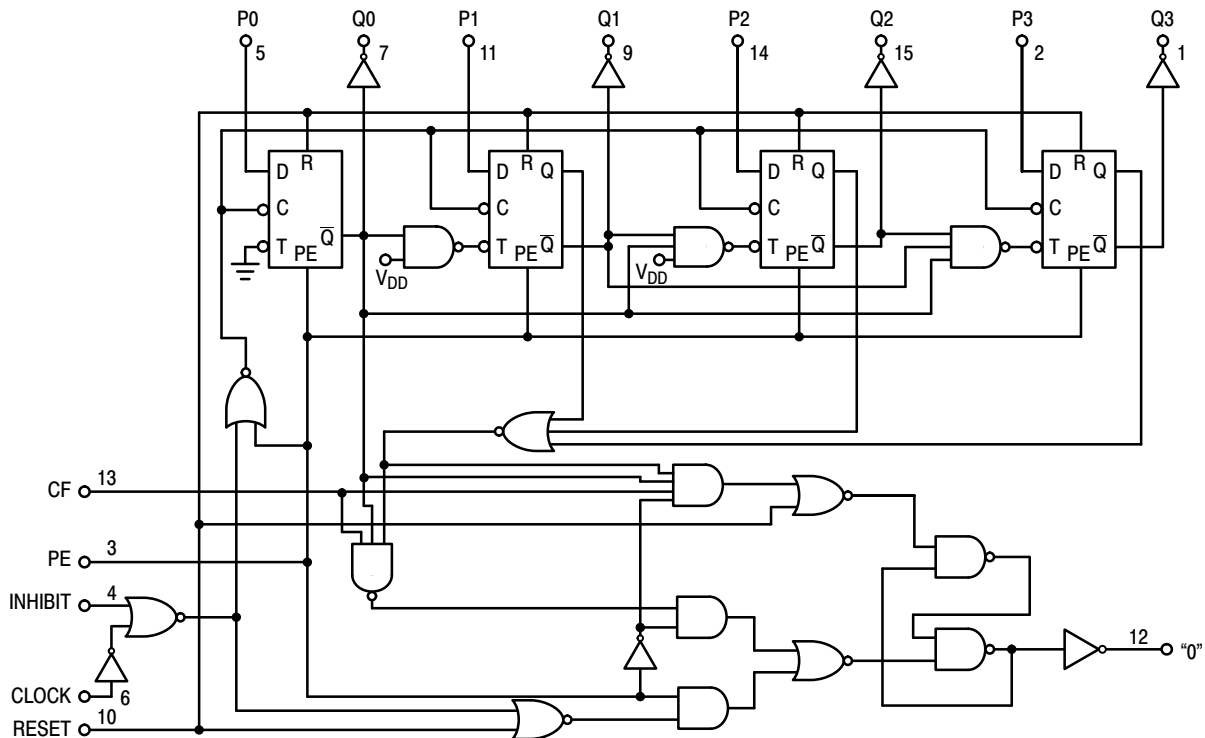 P0 Q0 P1 Q1 P2 Q2 P3 Q3
5 7 11 9 14 15 2 1
R R R R
D D Q D Q D Q
C C C C
T PE Q̅ T PE Q̅ T PE Q̅ T PE Q̅
VDD VDD
CF 13
PE 3
INHIBIT 4
CLOCK 6
RESET 10
12 “0”